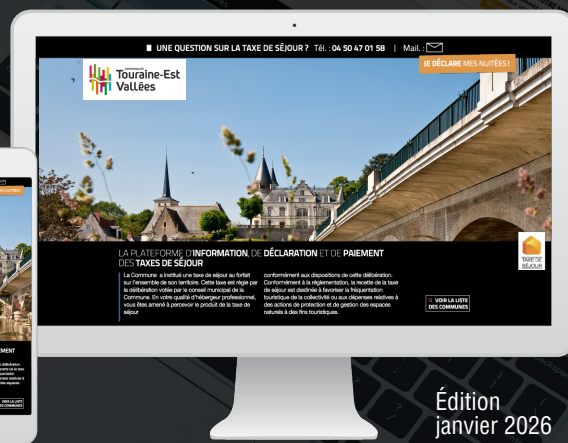 UNE QUESTION SUR LA TAXE DE SÉJOUR ? Tél. : 04 50 47 01 58 | Mail. :
JE DÉCLARE MES NUITÉES !
COMMUNAUTÉ
Touraine-Est
Vallées
LA PLATEFORME D'INFORMATION, DE DÉCLARATION ET DE PAIEMENT
DES TAXES DE SÉJOUR
La Commune a institué une taxe de séjour au forfait
sur l'ensemble de son territoire. Cette taxe est régie par
la délibération votée par le conseil municipal de la
Commune. En votre qualité d'hébergeur professionnel,
vous êtes amené à percevoir le produit de la taxe de
séjour
conformément aux dispositions de cette délibération.
Conformément à la réglementation, la recette de la taxe
de séjour est destinée à favoriser la fréquentation
touristique de la collectivité ou aux dépenses relatives à
des actions de protection et de gestion des espaces
naturels à des fins touristiques.
TAXE DE
SÉJOUR
VOIR LA LISTE
DES COMMUNES
Édition
janvier 2026